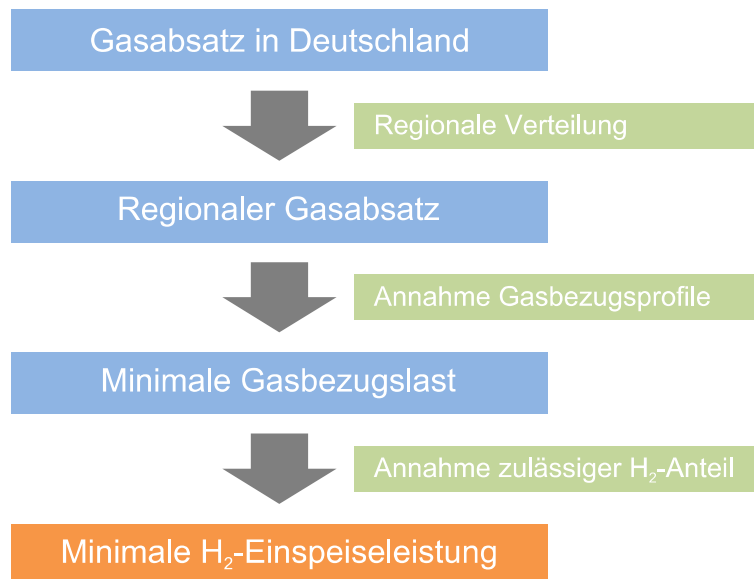 Gasabsatz in Deutschland
Regionale Verteilung
Regionaler Gasabsatz
Annahme Gasbezugsprofile
Minimale Gasbezugslast
Annahme zulässiger H₂-Anteil
Minimale H₂-Einspeiseleistung